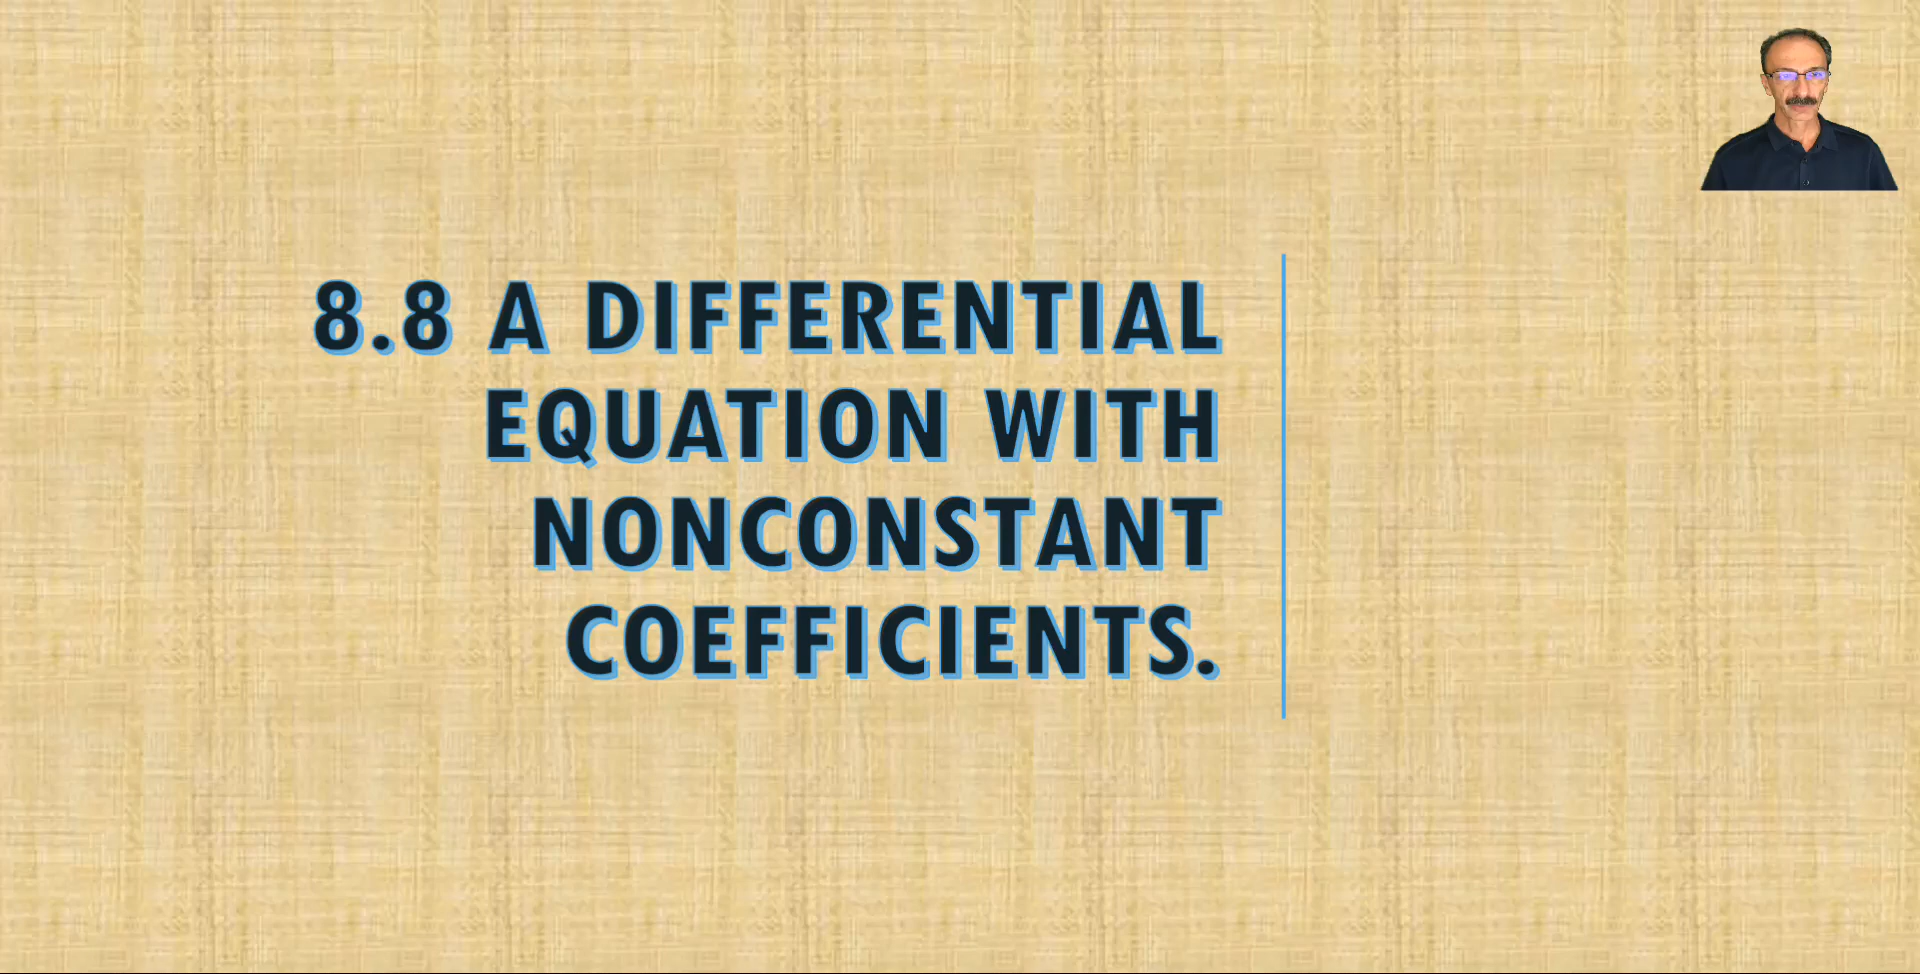 8.8 A DIFFERENTIAL
EQUATION WITH
NONCONSTANT
COEFFICIENTS.